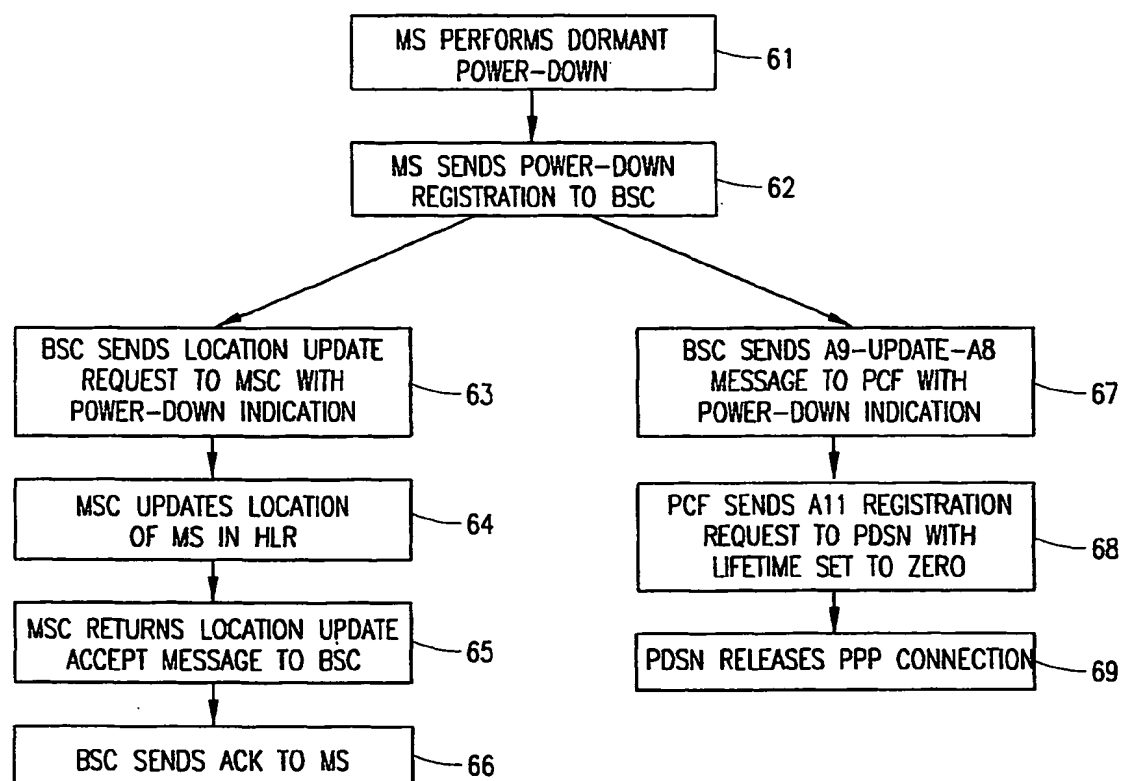 MS PERFORMS DORMANT
POWER-DOWN
61
MS SENDS POWER-DOWN
REGISTRATION TO BSC
62
BSC SENDS LOCATION UPDATE
REQUEST TO MSC WITH
POWER-DOWN INDICATION
63
MSC UPDATES LOCATION
OF MS IN HLR
64
MSC RETURNS LOCATION UPDATE
ACCEPT MESSAGE TO BSC
65
BSC SENDS ACK TO MS
66
BSC SENDS A9-UPDATE-A8
MESSAGE TO PCF WITH
POWER-DOWN INDICATION
67
PCF SENDS A11 REGISTRATION
REQUEST TO PDSN WITH
LIFETIME SET TO ZERO
68
PDSN RELEASES PPP CONNECTION
69